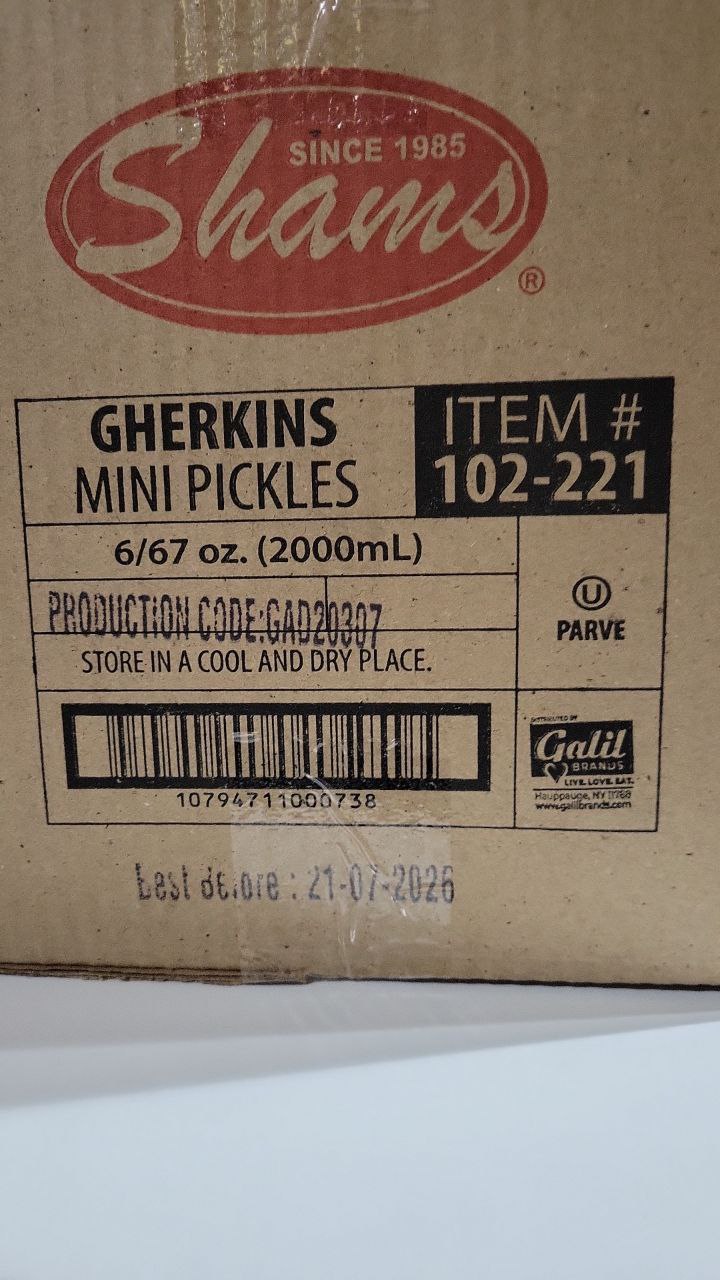 SINCE 1985
Shams
®
GHERKINS
MINI PICKLES
ITEM #
102-221
6/67 oz. (2000mL)
PRODUCTION CODE:GAD20307
STORE IN A COOL AND DRY PLACE.
U
PARVE
10794711000738
DISTRIBUTED BY
Galil
BRANDS
LIVE. LOVE. EAT.
Hauppauge, NY 11788
www.galilbrands.com
Best Before : 21-07-2026